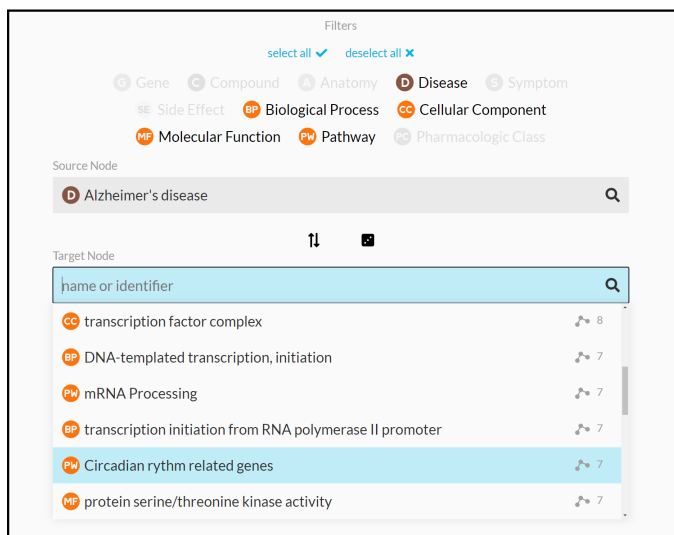 Filters
select all deselect all
G Gene C Compound A Anatomy D Disease S Symptom
SE Side Effect BP Biological Process CC Cellular Component
MF Molecular Function PW Pathway PC Pharmacologic Class
Source Node
D Alzheimer's disease
Target Node
name or identifier
CC transcription factor complex 8
BP DNA-templated transcription, initiation 7
PW mRNA Processing 7
BP transcription initiation from RNA polymerase II promoter 7
PW Circadian rythm related genes 7
MF protein serine/threonine kinase activity 7